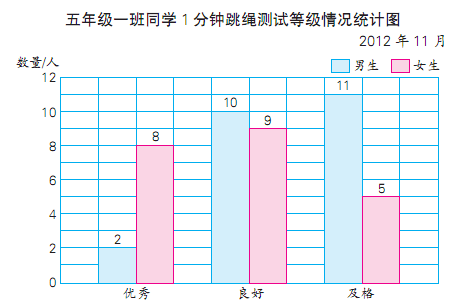 五年级一班同学1分钟跳绳测试等级情况统计图
2012年11月
数量/人
男生 女生
12
11
10
10
9
8
8
6
5
4
2
2
0
优秀 良好 及格